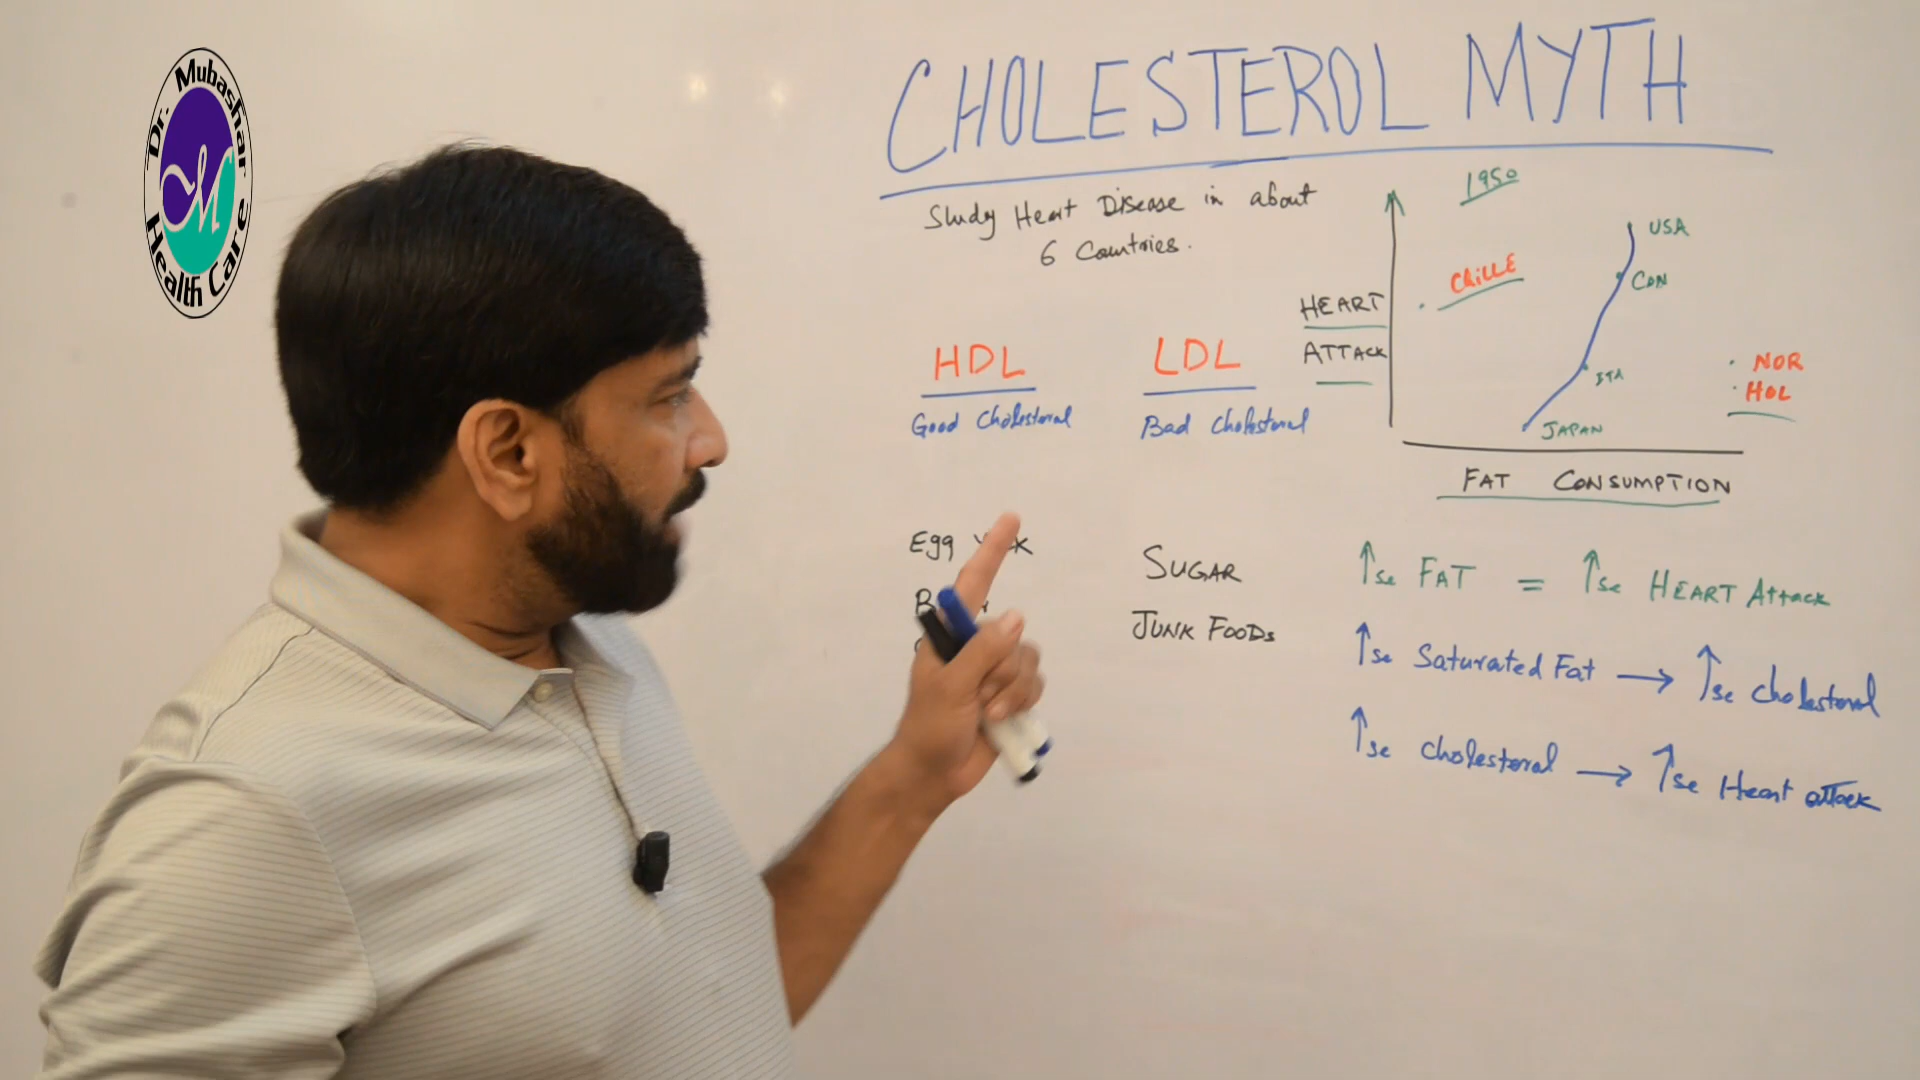 Dr. Mubashar
M
Health Care
CHOLESTEROL MYTH
Study Heart Disease in about
6 Countries.
HDL
Good Cholesterol
LDL
Bad Cholesterol
Egg
SUGAR
JUNK FOODS
1950
USA
CON
CHILLE
HEART
ATTACK
ITA
JAPAN
NOR
HOL
FAT CONSUMPTION
↑se FAT = ↑se HEART Attack
↑se Saturated Fat → ↑se Cholesterol
↑se Cholesterol → ↑se Heart attack